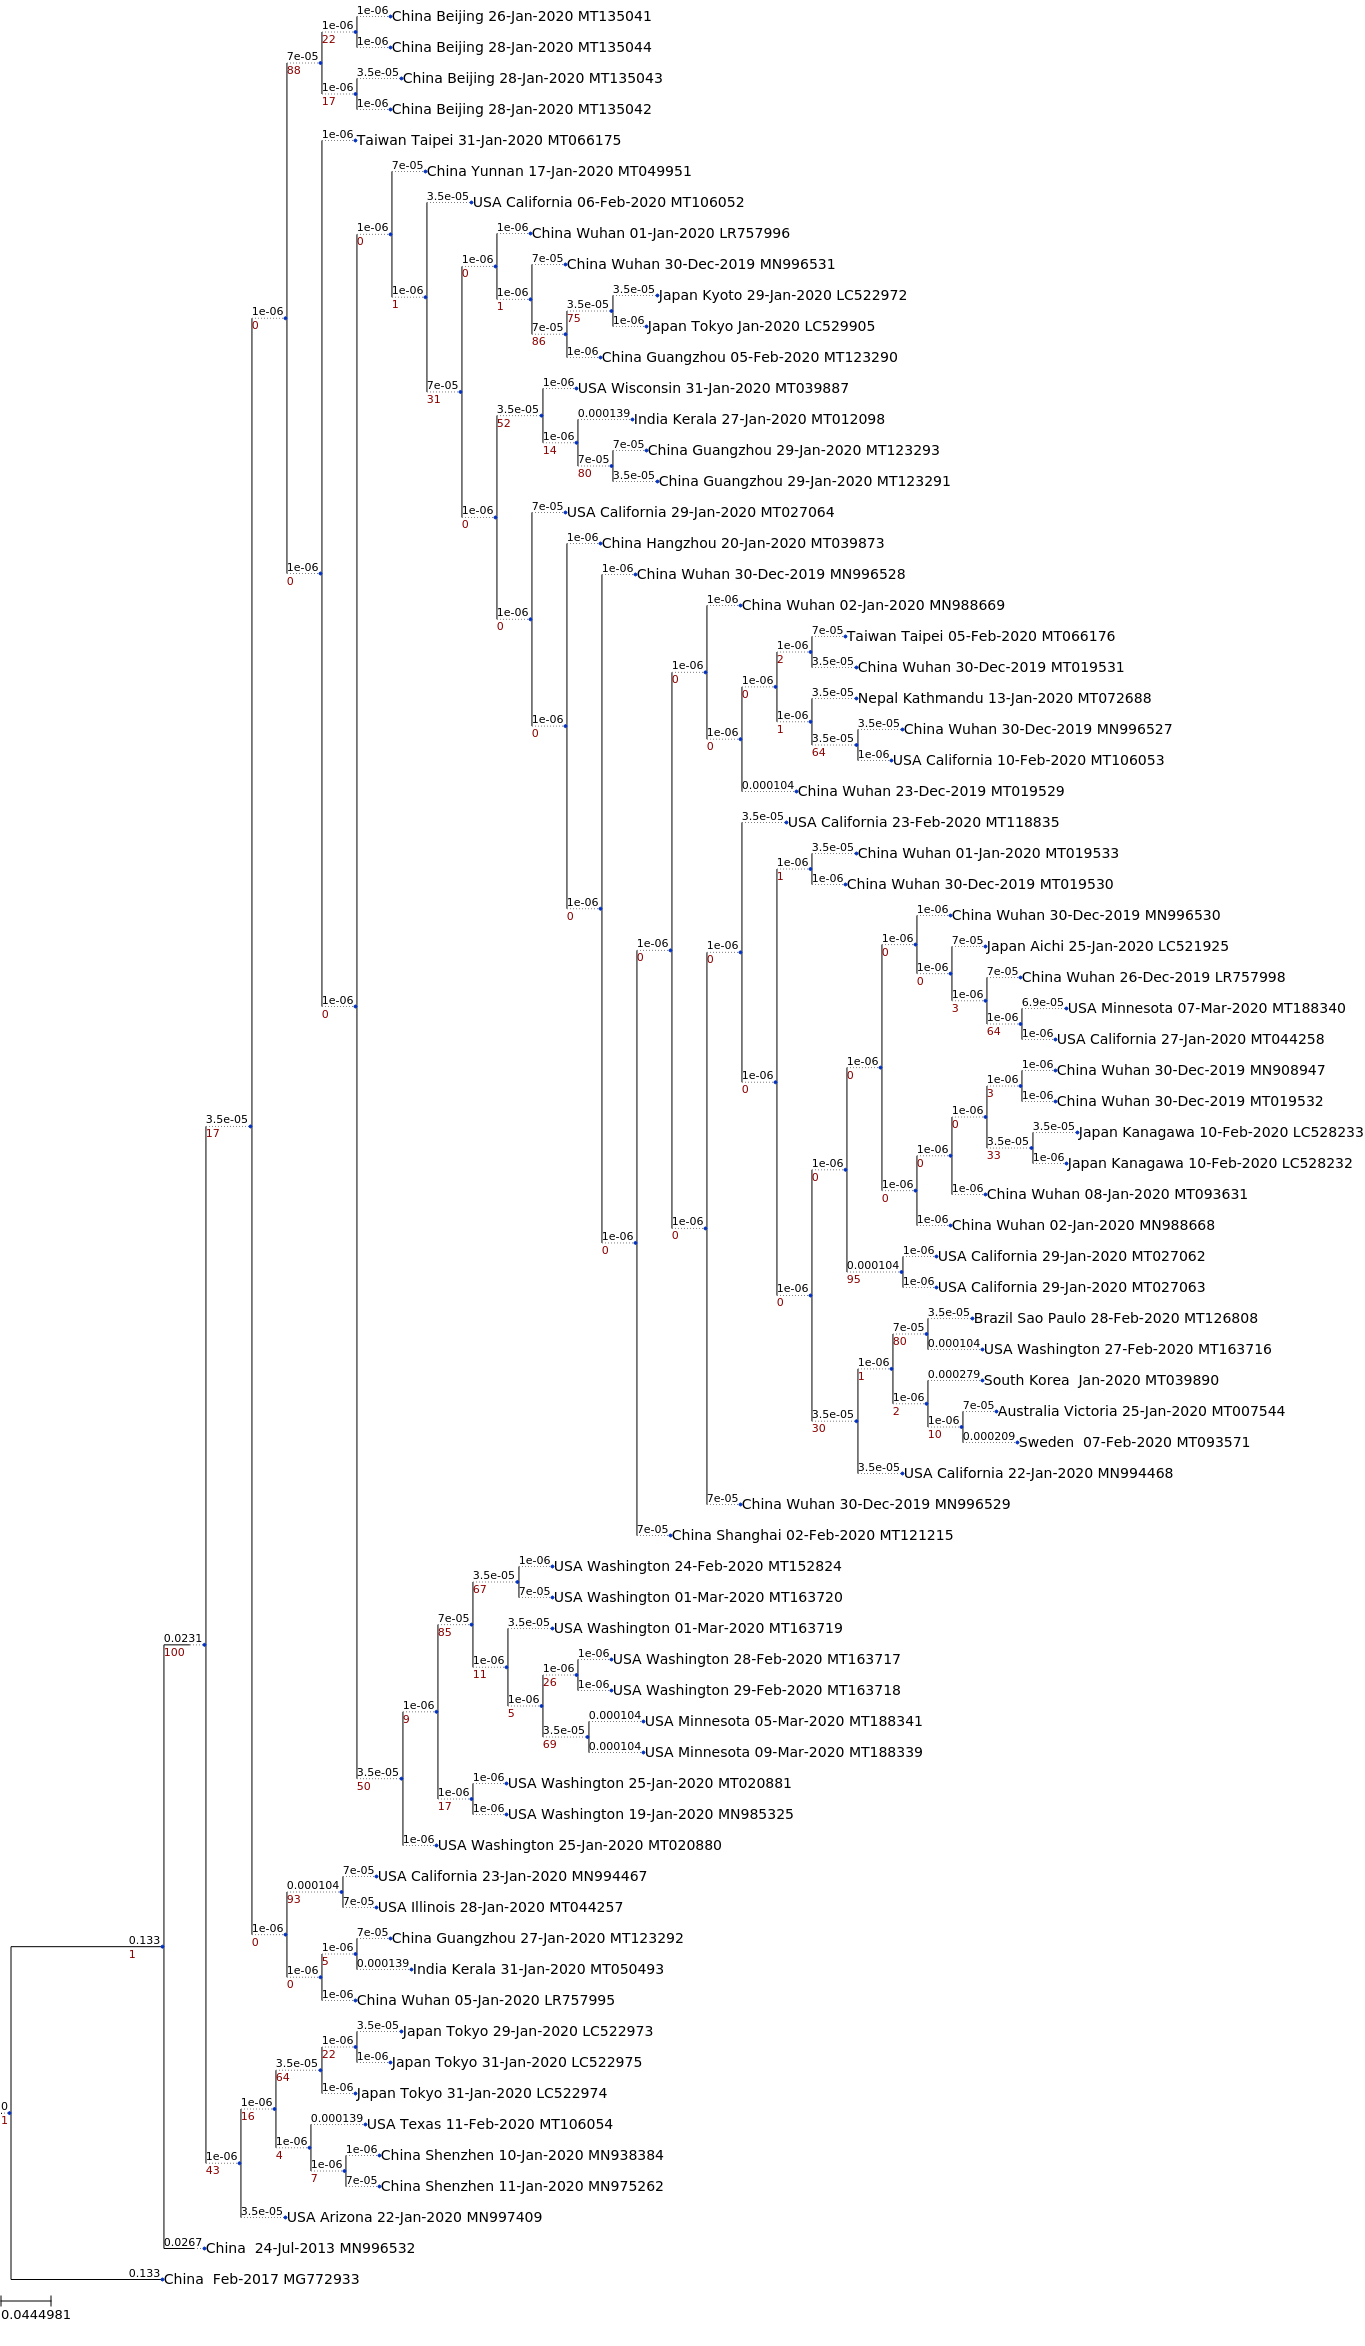 1e-06 China Beijing 26-Jan-2020 MT135041
1e-06
22
1e-06 China Beijing 28-Jan-2020 MT135044
7e-05
88
3.5e-05 China Beijing 28-Jan-2020 MT135043
1e-06
17
1e-06 China Beijing 28-Jan-2020 MT135042
1e-06 Taiwan Taipei 31-Jan-2020 MT066175
7e-05 China Yunnan 17-Jan-2020 MT049951
3.5e-05 USA California 06-Feb-2020 MT106052
1e-06
0
1e-06 China Wuhan 01-Jan-2020 LR757996
1e-06
0
7e-05 China Wuhan 30-Dec-2019 MN996531
1e-06
1
3.5e-05 Japan Kyoto 29-Jan-2020 LC522972
1e-06
1
3.5e-05
75
1e-06
0
1e-06 Japan Tokyo Jan-2020 LC529905
7e-05
86
1e-06 China Guangzhou 05-Feb-2020 MT123290
7e-05
31
1e-06 USA Wisconsin 31-Jan-2020 MT039887
3.5e-05
52
0.000139 India Kerala 27-Jan-2020 MT012098
1e-06
14
7e-05 China Guangzhou 29-Jan-2020 MT123293
7e-05
80
3.5e-05 China Guangzhou 29-Jan-2020 MT123291
1e-06
0
7e-05 USA California 29-Jan-2020 MT027064
1e-06 China Hangzhou 20-Jan-2020 MT039873
1e-06
0
1e-06 China Wuhan 30-Dec-2019 MN996528
1e-06 China Wuhan 02-Jan-2020 MN988669
1e-06
0
7e-05 Taiwan Taipei 05-Feb-2020 MT066176
1e-06
2
3.5e-05 China Wuhan 30-Dec-2019 MT019531
1e-06
0
1e-06
0
3.5e-05 Nepal Kathmandu 13-Jan-2020 MT072688
1e-06
1
1e-06
0
3.5e-05 China Wuhan 30-Dec-2019 MN996527
1e-06
0
3.5e-05
64
1e-06 USA California 10-Feb-2020 MT106053
0.000104 China Wuhan 23-Dec-2019 MT019529
3.5e-05 USA California 23-Feb-2020 MT118835
3.5e-05 China Wuhan 01-Jan-2020 MT019533
1e-06
1
1e-06 China Wuhan 30-Dec-2019 MT019530
1e-06
0
1e-06 China Wuhan 30-Dec-2019 MN996530
1e-06
0
7e-05 Japan Aichi 25-Jan-2020 LC521925
1e-06
0
1e-06
0
1e-06
0
7e-05 China Wuhan 26-Dec-2019 LR757998
1e-06
3
1e-06
0
6.9e-05 USA Minnesota 07-Mar-2020 MT188340
1e-06
64
1e-06 USA California 27-Jan-2020 MT044258
1e-06
0
1e-06
0
1e-06 China Wuhan 30-Dec-2019 MN908947
1e-06
3
1e-06 China Wuhan 30-Dec-2019 MT019532
1e-06
0
3.5e-05
17
3.5e-05 Japan Kanagawa 10-Feb-2020 LC528233
3.5e-05
33
1e-06
0
1e-06 Japan Kanagawa 10-Feb-2020 LC528232
1e-06
0
1e-06
0
1e-06 China Wuhan 08-Jan-2020 MT093631
1e-06 China Wuhan 02-Jan-2020 MN988668
1e-06
0
1e-06
0
1e-06 USA California 29-Jan-2020 MT027062
0.000104
95
1e-06 USA California 29-Jan-2020 MT027063
1e-06
0
3.5e-05 Brazil Sao Paulo 28-Feb-2020 MT126808
7e-05
80
0.000104 USA Washington 27-Feb-2020 MT163716
1e-06
1
0.000279 South Korea  Jan-2020 MT039890
1e-06
2
7e-05 Australia Victoria 25-Jan-2020 MT007544
3.5e-05
30
1e-06
10
0.000209 Sweden  07-Feb-2020 MT093571
3.5e-05 USA California 22-Jan-2020 MN994468
7e-05 China Wuhan 30-Dec-2019 MN996529
7e-05 China Shanghai 02-Feb-2020 MT121215
1e-06 USA Washington 24-Feb-2020 MT152824
3.5e-05
67
7e-05 USA Washington 01-Mar-2020 MT163720
7e-05
85
3.5e-05 USA Washington 01-Mar-2020 MT163719
0.0231
100
1e-06 USA Washington 28-Feb-2020 MT163717
1e-06
11
1e-06
26
1e-06 USA Washington 29-Feb-2020 MT163718
1e-06
5
1e-06
9
0.000104 USA Minnesota 05-Mar-2020 MT188341
3.5e-05
69
0.000104 USA Minnesota 09-Mar-2020 MT188339
3.5e-05
50
1e-06 USA Washington 25-Jan-2020 MT020881
1e-06
17
1e-06 USA Washington 19-Jan-2020 MN985325
1e-06 USA Washington 25-Jan-2020 MT020880
7e-05 USA California 23-Jan-2020 MN994467
0.000104
93
7e-05 USA Illinois 28-Jan-2020 MT044257
1e-06
0
7e-05 China Guangzhou 27-Jan-2020 MT123292
0.133
1
1e-06
5
0.000139 India Kerala 31-Jan-2020 MT050493
1e-06
0
1e-06 China Wuhan 05-Jan-2020 LR757995
3.5e-05 Japan Tokyo 29-Jan-2020 LC522973
1e-06
22
1e-06 Japan Tokyo 31-Jan-2020 LC522975
3.5e-05
64
1e-06 Japan Tokyo 31-Jan-2020 LC522974
0
1
1e-06
16
0.000139 USA Texas 11-Feb-2020 MT106054
1e-06
4
1e-06 China Shenzhen 10-Jan-2020 MN938384
1e-06
43
1e-06
7
7e-05 China Shenzhen 11-Jan-2020 MN975262
3.5e-05 USA Arizona 22-Jan-2020 MN997409
0.0267 China  24-Jul-2013 MN996532
0.133 China  Feb-2017 MG772933
0.0444981